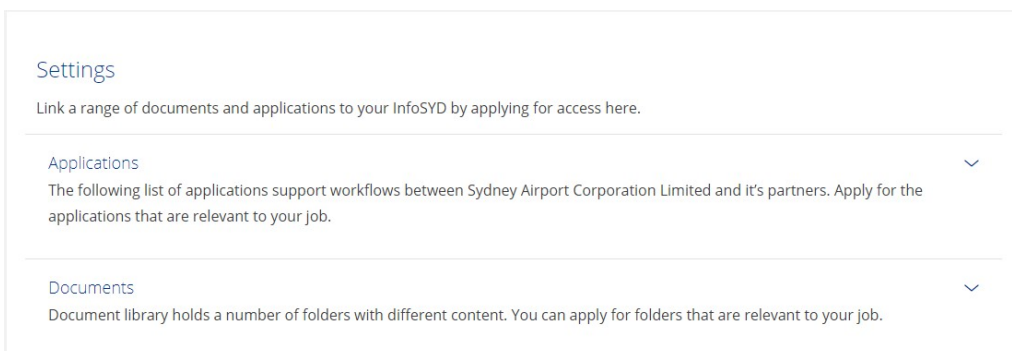 Settings
Link a range of documents and applications to your InfoSYD by applying for access here.
Applications
The following list of applications support workflows between Sydney Airport Corporation Limited and it's partners. Apply for the
applications that are relevant to your job.
Documents
Document library holds a number of folders with different content. You can apply for folders that are relevant to your job.